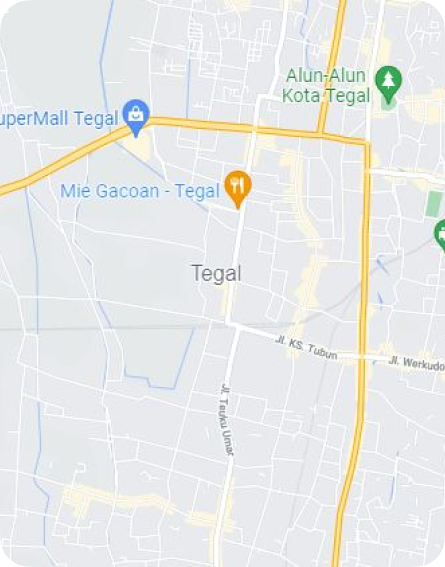 Alun-Alun
Kota Tegal
uperMall Tegal
Mie Gacoan - Tegal
Tegal
Jl. KS. Tubun
Jl. Werkudo
Jl. Teuku Umar